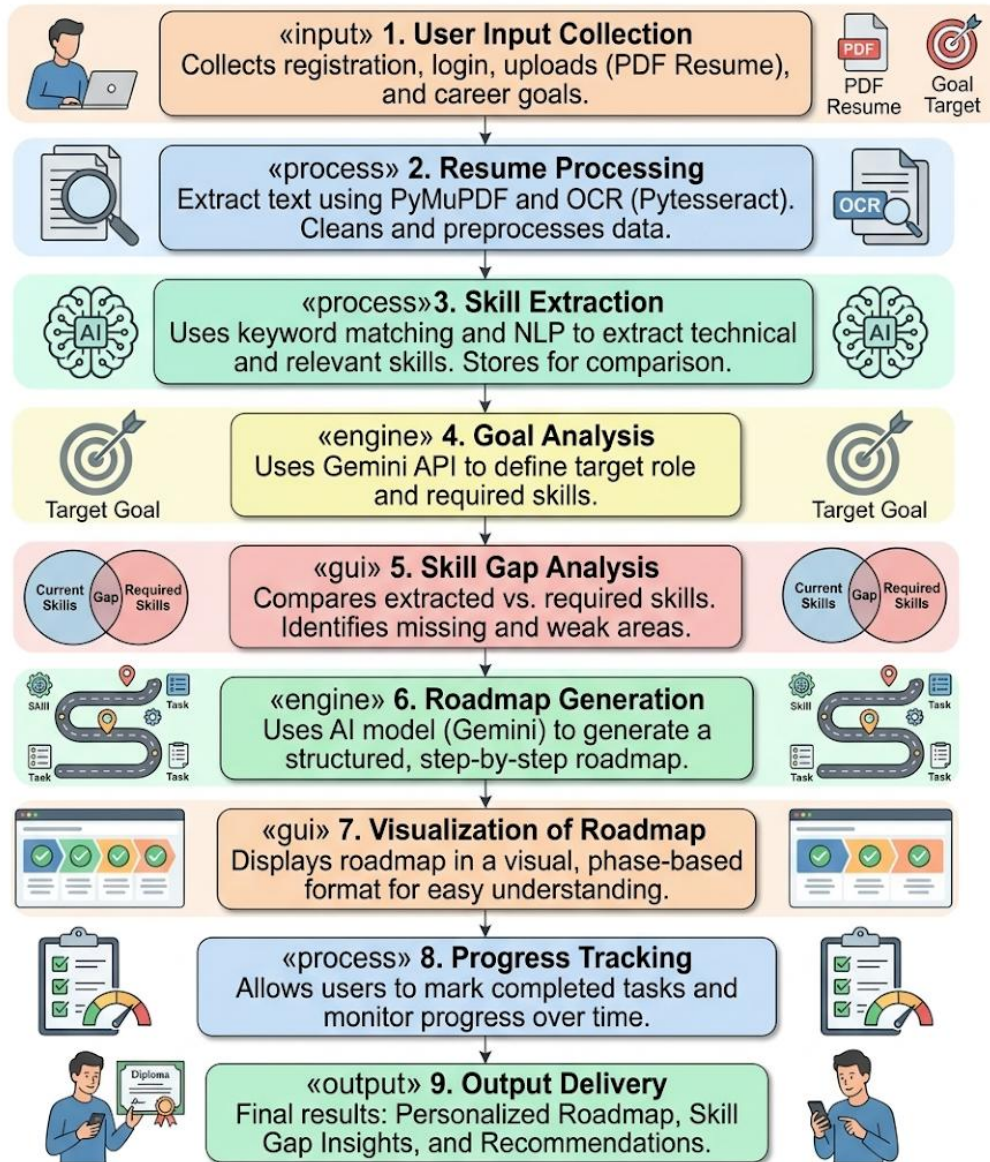 «input» 1. User Input Collection
Collects registration, login, uploads (PDF Resume),
and career goals.
PDF
PDF
Resume
Goal
Target
«process» 2. Resume Processing
Extract text using PyMuPDF and OCR (Pytesseract).
Cleans and preprocesses data.
OCR
AI
«process»3. Skill Extraction
Uses keyword matching and NLP to extract technical
and relevant skills. Stores for comparison.
AI
Target Goal
«engine» 4. Goal Analysis
Uses Gemini API to define target role
and required skills.
Target Goal
Current
Skills
Gap
Required
Skills
«gui» 5. Skill Gap Analysis
Compares extracted vs. required skills.
Identifies missing and weak areas.
Current
Skills
Gap
Required
Skills
SAIll
Task
Taek
Task
«engine» 6. Roadmap Generation
Uses AI model (Gemini) to generate a
structured, step-by-step roadmap.
Skill
Task
Task
Task
«gui» 7. Visualization of Roadmap
Displays roadmap in a visual, phase-based
format for easy understanding.
«process» 8. Progress Tracking
Allows users to mark completed tasks and
monitor progress over time.
Diploma
«output» 9. Output Delivery
Final results: Personalized Roadmap, Skill
Gap Insights, and Recommendations.